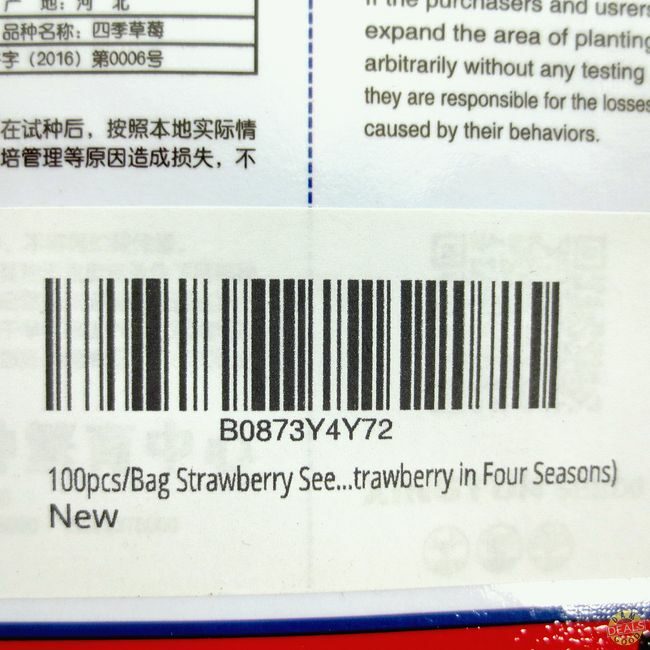 产 地：河 北
品种名称：四季草莓
字（2016）第0006号
在试种后，按照本地实际情
培管理等原因造成损失，不
If the purchasers and usrers
expand the area of planting
arbitrarily without any testing
they are responsible for the losses
caused by their behaviors.
B0873Y4Y72
100pcs/Bag Strawberry See...trawberry in Four Seasons)
New
DEALS